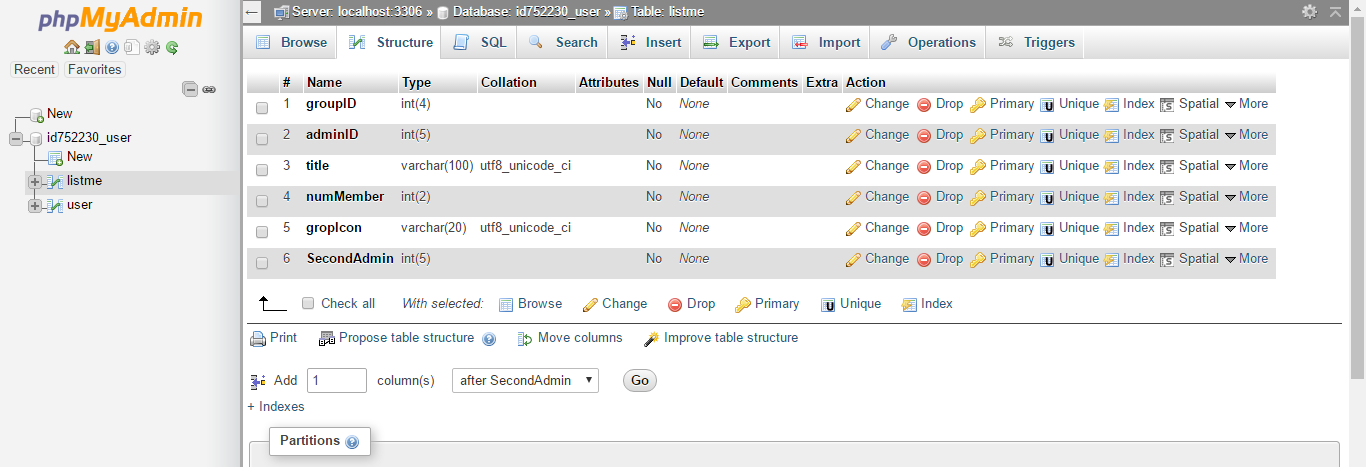 phpMyAdmin
Recent Favorites
New
id752230_user
New
listme
user
Server: localhost:3306 » Database: id752230_user » Table: listme
Browse Structure SQL Search Insert Export Import Operations Triggers
# Name Type Collation Attributes Null Default Comments Extra Action
1 groupID int(4) No None Change Drop Primary Unique Index Spatial More
2 adminID int(5) No None Change Drop Primary Unique Index Spatial More
3 title varchar(100) utf8_unicode_ci No None Change Drop Primary Unique Index Spatial More
4 numMember int(2) No None Change Drop Primary Unique Index Spatial More
5 gropIcon varchar(20) utf8_unicode_ci No None Change Drop Primary Unique Index Spatial More
6 SecondAdmin int(5) No None Change Drop Primary Unique Index Spatial More
Check all With selected: Browse Change Drop Primary Unique Index
Print Propose table structure Move columns Improve table structure
Add 1 column(s) after SecondAdmin Go
+ Indexes
Partitions